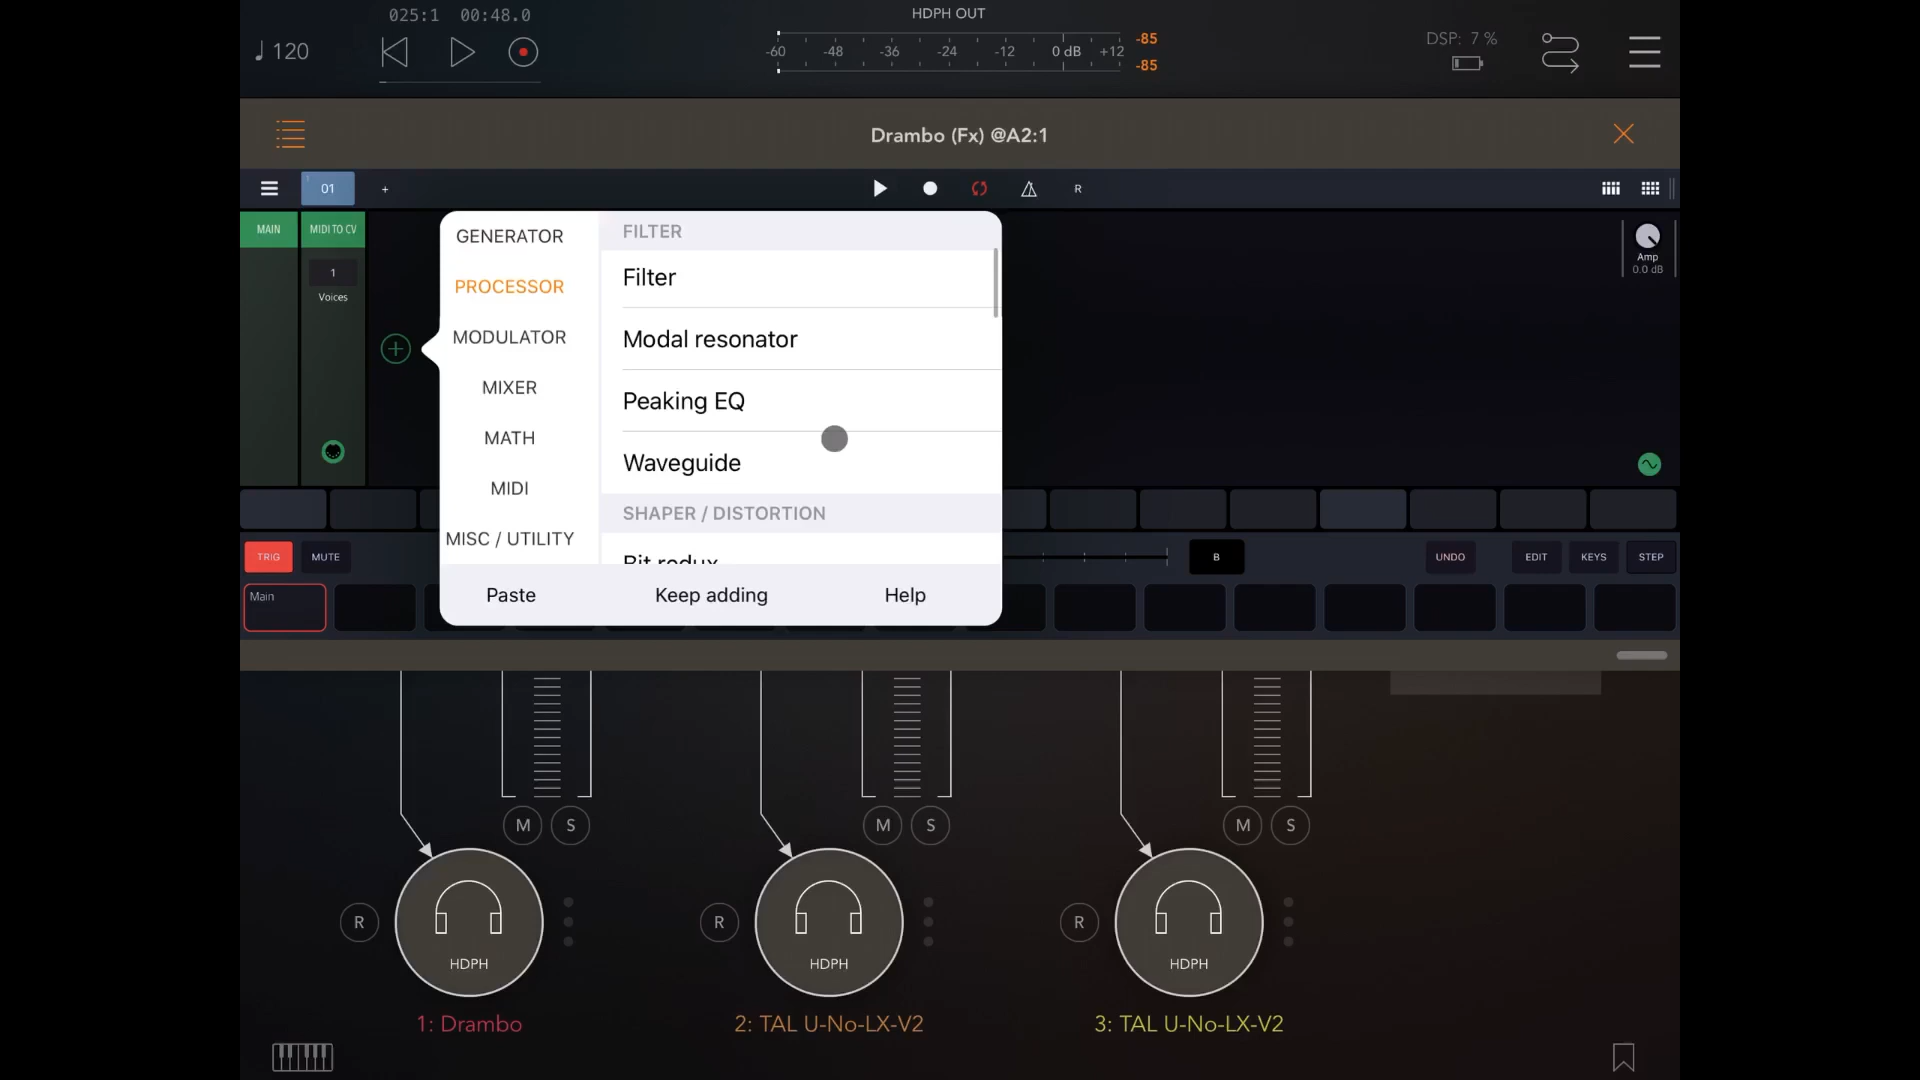 025:1 00:48.0
HDPH OUT
120
-60 -48 -36 -24 -12 0 dB +12
-85
-85
DSP: 7 %
Drambo (Fx) @A2:1
01 + R
MAIN
MIDI TO CV
1
Voices
GENERATOR
PROCESSOR
MODULATOR
MIXER
MATH
MIDI
MISC / UTILITY
FILTER
Filter
Modal resonator
Peaking EQ
Waveguide
SHAPER / DISTORTION
Bit redux
Paste Keep adding Help
Amp
0.0 dB
TRIG MUTE B UNDO EDIT KEYS STEP
Main
M S M S M S
R R R
HDPH HDPH HDPH
1: Drambo 2: TAL U-No-LX-V2 3: TAL U-No-LX-V2